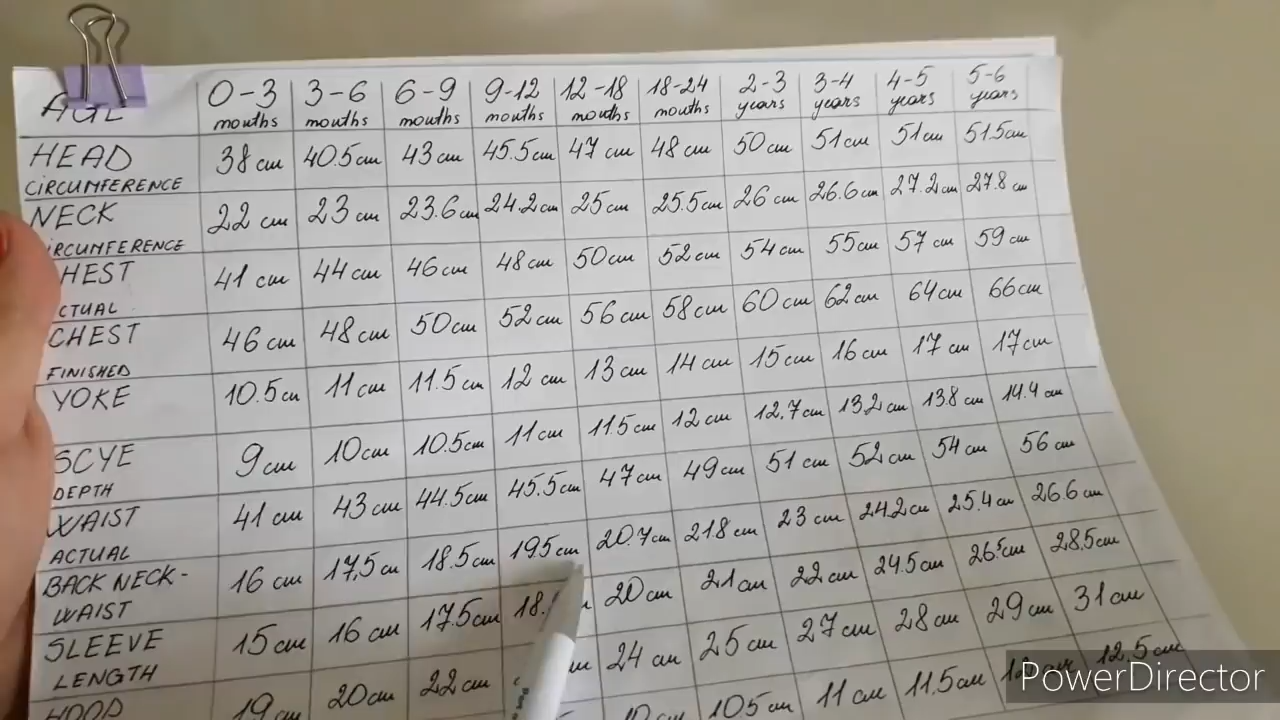 AGE 0-3 months 3-6 months 6-9 months 9-12 months 12-18 months 18-24 months 2-3 years 3-4 years 4-5 years 5-6 years
HEAD CIRCUMFERENCE 38 cm 40.5 cm 43 cm 45.5 cm 47 cm 48 cm 50 cm 51 cm 51 cm 51.5 cm
NECK CIRCUMFERENCE 22 cm 23 cm 23.6 cm 24.2 cm 25 cm 25.5 cm 26 cm 26.6 cm 27.2 cm 27.8 cm
CHEST ACTUAL 41 cm 44 cm 46 cm 48 cm 50 cm 52 cm 54 cm 55 cm 57 cm 59 cm
CHEST FINISHED 46 cm 48 cm 50 cm 52 cm 56 cm 58 cm 60 cm 62 cm 64 cm 66 cm
YOKE 10.5 cm 11 cm 11.5 cm 12 cm 13 cm 14 cm 15 cm 16 cm 17 cm 17 cm
SCYE DEPTH 9 cm 10 cm 10.5 cm 11 cm 11.5 cm 12 cm 12.7 cm 13.2 cm 13.8 cm 14.4 cm
WAIST ACTUAL 41 cm 43 cm 44.5 cm 45.5 cm 47 cm 49 cm 51 cm 52 cm 54 cm 56 cm
BACK NECK-WAIST 16 cm 17,5 cm 18.5 cm 19.5 cm 20.7 cm 21.8 cm 23 cm 24.2 cm 25.4 cm 26.6 cm
SLEEVE LENGTH 15 cm 16 cm 17.5 cm 20 cm 21 cm 22 cm 24.5 cm 26.5 cm 28.5 cm
HOOD 19 cm 20 cm 22 cm 24 cm 25 cm 27 cm 28 cm 29 cm 31 cm
10 cm 10.5 cm 11 cm 11.5 cm 12.5 cm
PowerDirector